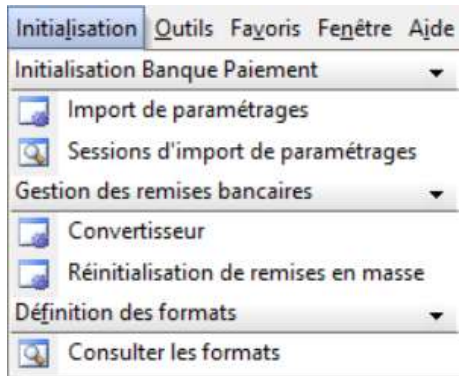 Initialisation Outils Favoris Fenêtre Aide
Initialisation Banque Paiement
Import de paramétrages
Sessions d'import de paramétrages
Gestion des remises bancaires
Convertisseur
Réinitialisation de remises en masse
Définition des formats
Consulter les formats